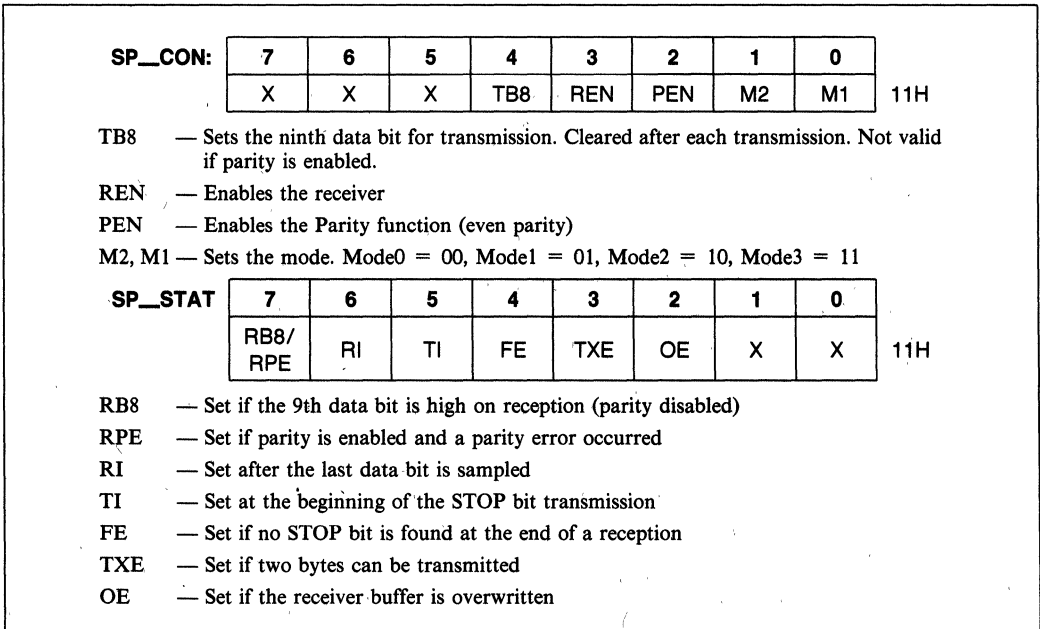 SP__CON: 7 6 5 4 3 2 1 0
X X X TB8 REN PEN M2 M1 11H
TB8 — Sets the ninth data bit for transmission. Cleared after each transmission. Not valid
if parity is enabled.
REN — Enables the receiver
PEN — Enables the Parity function (even parity)
M2, M1 — Sets the mode. Mode0 = 00, Mode1 = 01, Mode2 = 10, Mode3 = 11
SP__STAT 7 6 5 4 3 2 1 0
RB8/
RPE RI TI FE TXE OE X X 11H
RB8 — Set if the 9th data bit is high on reception (parity disabled)
RPE — Set if parity is enabled and a parity error occurred
RI — Set after the last data bit is sampled
TI — Set at the beginning of the STOP bit transmission
FE — Set if no STOP bit is found at the end of a reception
TXE — Set if two bytes can be transmitted
OE — Set if the receiver buffer is overwritten